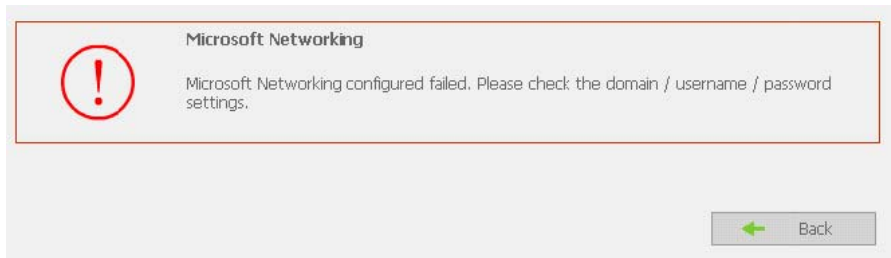 Microsoft Networking
Microsoft Networking configured failed. Please check the domain / username / password
settings.
Back